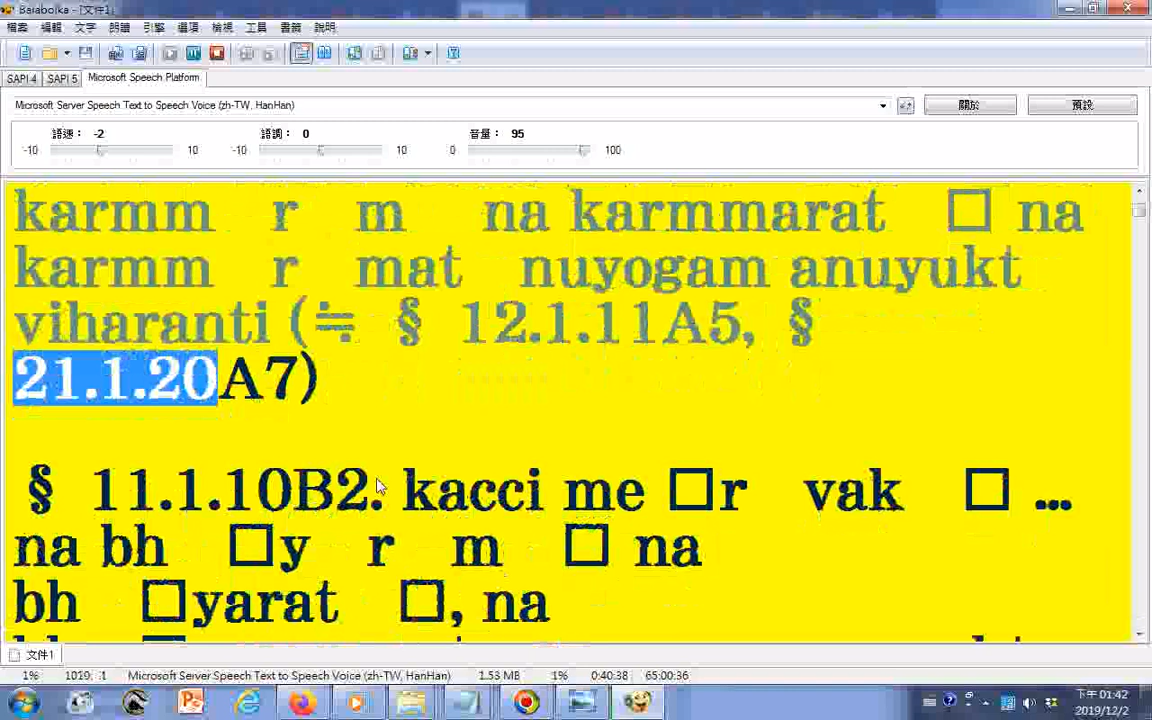 Balabolka - [文件1]
檔案 編輯 文字 朗讀 引擎 選項 檢視 工具 書籤 說明
SAPI 4 SAPI 5 Microsoft Speech Platform
Microsoft Server Speech Text to Speech Voice (zh-TW, HanHan) 關於 預設
語速： -2 語調： 0 音量： 95
-10 10 -10 10 0 100
karmm r m na karmmarat □ na
karmm r mat nuyogam anuyukt
viharanti (≒ § 12.1.11A5, §
21.1.20A7)
§ 11.1.10B2. kacci me □r vak □ ...
na bh □y r m □ na
bh □yarat □, na
文件1
1% 1029: 1 Microsoft Server Speech Text to Speech Voice (zh-TW, HanHan) 1.53 MB 1% 0:40:38 65:00:36
下午 01:42
2019/12/2